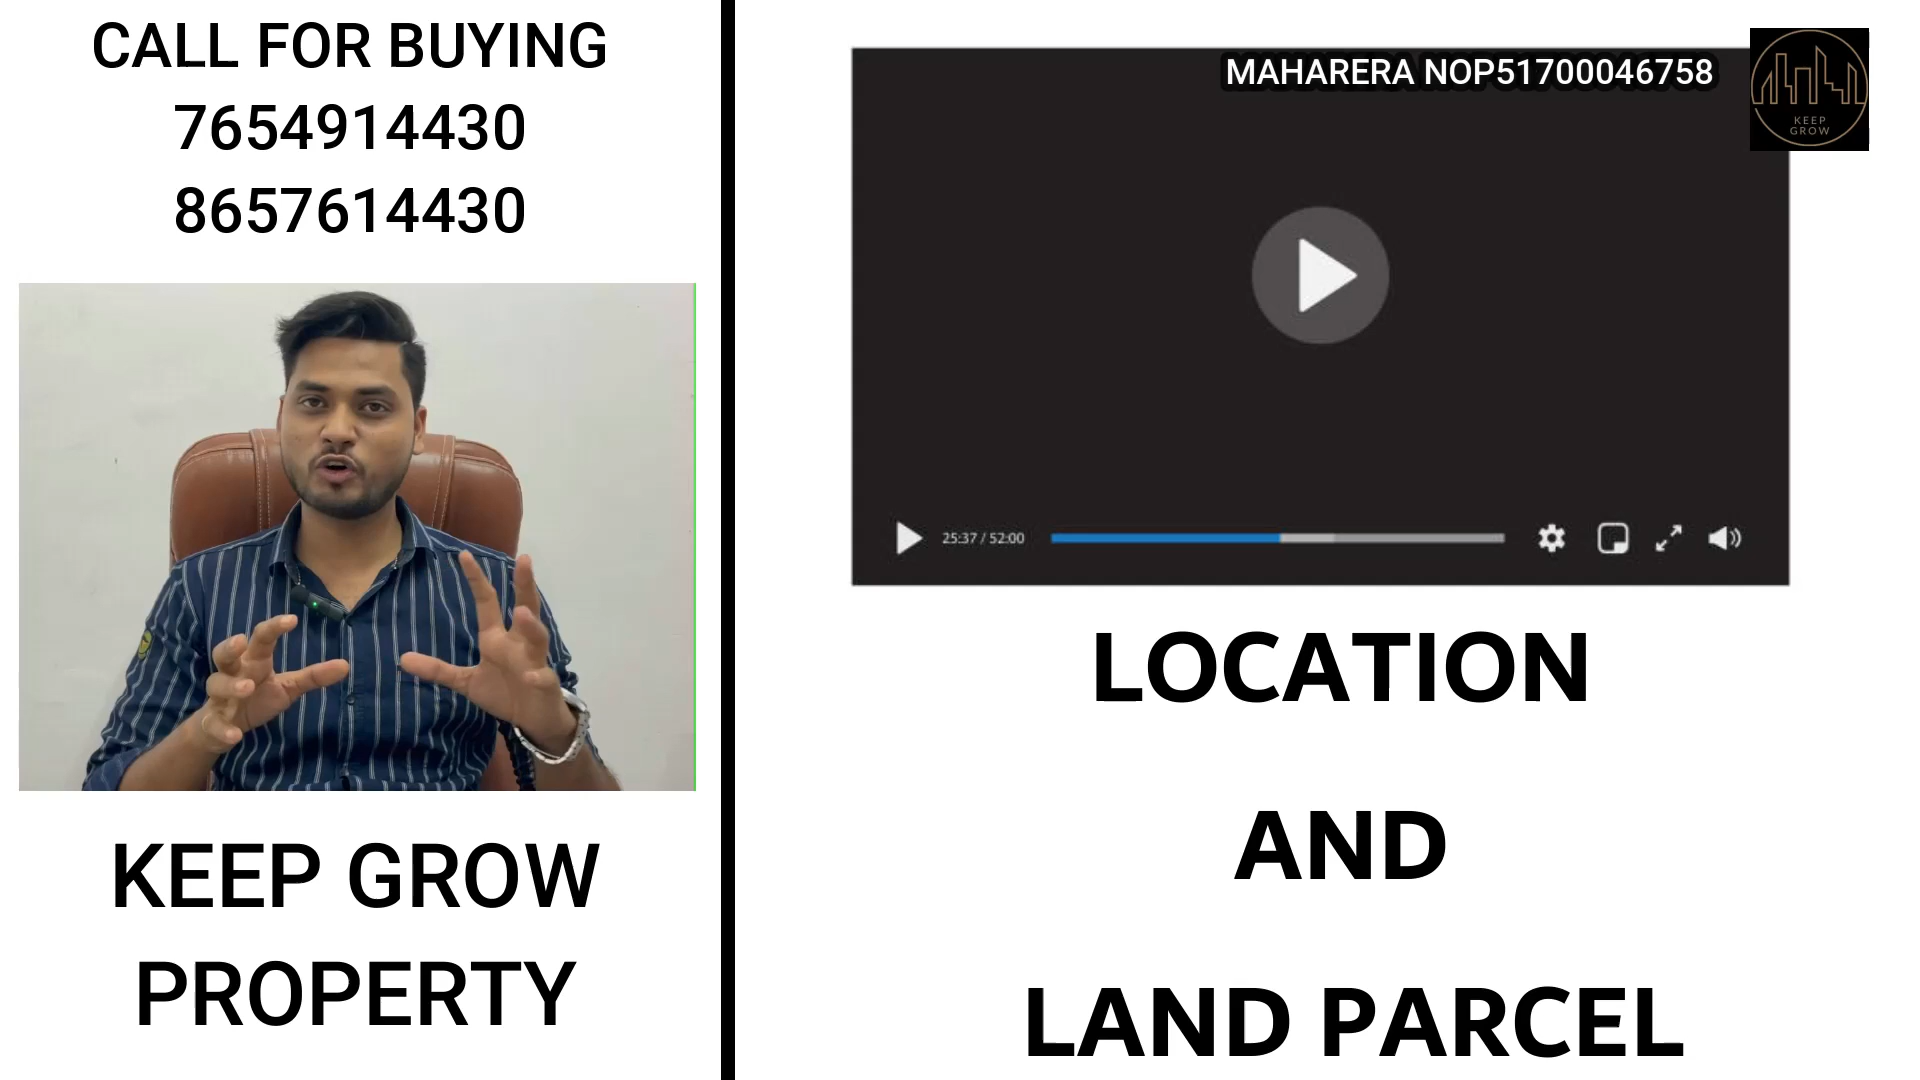 CALL FOR BUYING
7654914430
8657614430
KEEP GROW
PROPERTY
MAHARERA NOP51700046758
KEEP
GROW
25:37 / 52:00
LOCATION
AND
LAND PARCEL